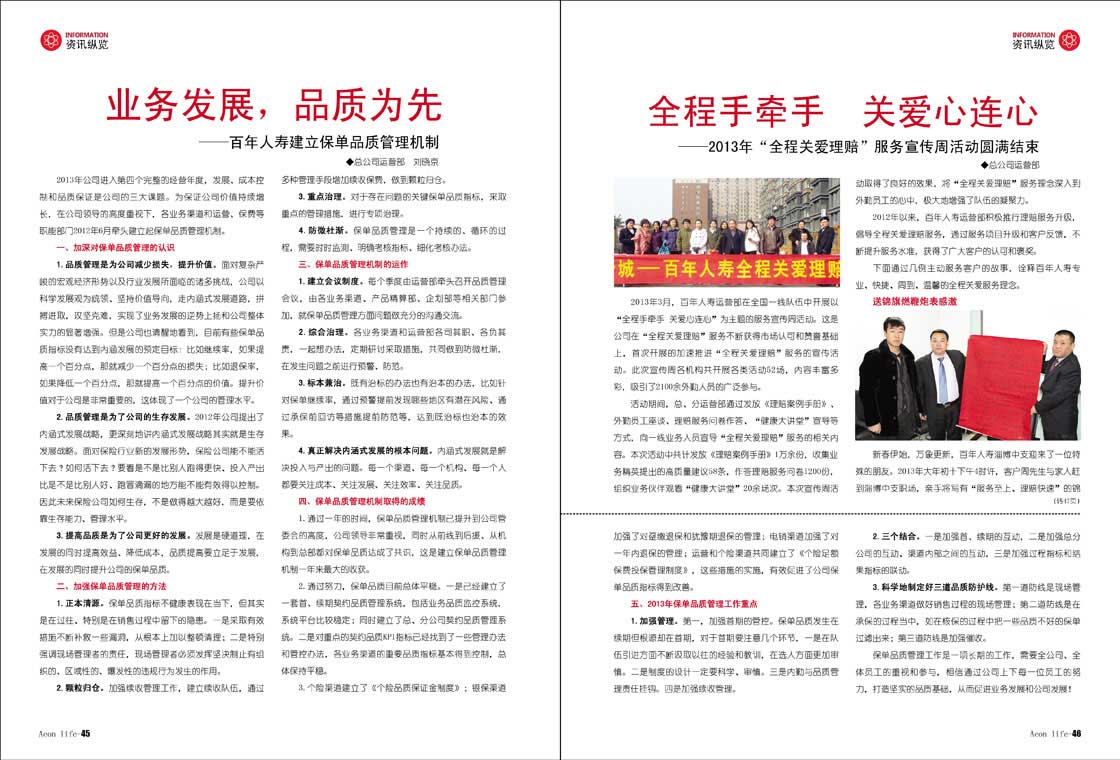 INFORMATION
资讯纵览
业务发展，品质为先
——百年人寿建立保单品质管理机制
◆总公司运营部 刘晓京
2013年公司进入第四个完整的经营年度，发展、成本控
制和品质保证是公司的三大课题。为保证公司价值持续增
长，在公司领导的高度重视下，各业务渠道和运营、保费等
职能部门2012年6月牵头建立起保单品质管理机制。
一、加深对保单品质管理的认识
1.品质管理是为公司减少损失，提升价值。面对复杂严
峻的宏观经济形势以及行业发展所面临的诸多挑战，公司以
科学发展观为统领，坚持价值导向，走内涵式发展道路，拼
搏进取，攻坚克难，实现了业务发展的逆势上扬和公司整体
实力的显著增强。但是公司也清醒地看到，目前有些保单品
质指标没有达到内涵发展的预定目标：比如继续率，如果提
高一个百分点，那就减少一个百分点的损失；比如退保率，
如果降低一个百分点，那就提高一个百分点的价值。提升价
值对于公司是非常重要的，这体现了一个公司的管理水平。
2.品质管理是为了公司的生存发展。2012年公司提出了
内涵式发展战略，更深刻地讲内涵式发展战略其实就是生存
发展战略。面对保险行业新的发展形势，保险公司能不能活
下去？如何活下去？要看是不是比别人跑得更快、投入产出
比是不是比别人好，跑冒滴漏的地方能不能有效得以控制。
因此未来保险公司如何生存，不是做得越大越好，而是要依
靠生存能力、管理水平。
3.提高品质是为了公司更好的发展。发展是硬道理，在
发展的同时提高效益、降低成本，品质提高要立足于发展，
在发展的同时提升公司的保单品质。
二、加强保单品质管理的方法
1.正本清源。保单品质指标不健康表现在当下，但其实
是在过往、特别是在销售过程中留下的隐患。一是采取有效
措施不断补救一些漏洞，从根本上加以整顿清理；二是特别
强调现场管理者的责任，现场管理者必须发挥坚决制止有组
织的、区域性的、爆发性的违规行为发生的作用。
2.颗粒归仓。加强续收管理工作，建立续收队伍，通过
多种管理手段增加续收保费，做到颗粒归仓。
3.重点治理。对于存在问题的关键保单品质指标，采取
重点的管理措施，进行专项治理。
4.防微杜渐。保单品质管理是一个持续的、循环的过
程，需要时时监测，明确考核指标，细化考核办法。
三、保单品质管理机制的运作
1.建立会议制度。每个季度由运营部牵头召开品质管理
会议，由各业务渠道、产品精算部、企划部等相关部门参
加，就保单品质管理方面问题做充分的沟通交流。
2.综合治理。各业务渠道和运营部各司其职、各负其
责，一起想办法，定期研讨采取措施，共同做到防微杜渐，
在发生问题之前进行预警、防范。
3.标本兼治。既有治标的办法也有治本的办法，比如针
对保单继续率，通过预警提前发现哪些地区有潜在风险，通
过承保前回访等措施提前防范等，达到既治标也治本的效
果。
4.真正解决内涵式发展的根本问题。内涵式发展就是解
决投入与产出的问题。每一个渠道、每一个机构、每一个人
都要关注成本、关注发展、关注效率、关注品质。
四、保单品质管理机制取得的成绩
1.通过一年的时间，保单品质管理机制已提升到公司管
委会的高度，公司领导非常重视，同时从前线到后援、从机
构到总部都对保单品质达成了共识，这是建立保单品质管理
机制一年来最大的收获。
2.通过努力，保单品质目前总体平稳。一是已经建立了
一套首、续期契约品质管理系统，包括业务品质监控系统，
系统平台比较稳定；同时建立了总、分公司契约品质管理系
统。二是对重点的契约品质KPI指标已经找到了一些管理办法
和管控办法，各业务渠道的重要品质指标基本得到控制，总
体保持平稳。
3.个险渠道建立了《个险品质保证金制度》；银保渠道
Aeon life-45
INFORMATION
资讯纵览
全程手牵手 关爱心连心
——2013年“全程关爱理赔”服务宣传周活动圆满结束
◆总公司运营部
城—百年人寿全程关爱理赔
2013年3月，百年人寿运营部在全国一线队伍中开展以
“全程手牵手 关爱心连心”为主题的服务宣传周活动。这是
公司在“全程关爱理赔”服务不断获得市场认可和赞誉基础
上，首次开展的加速推进“全程关爱理赔”服务的宣传活
动。此次宣传周各机构共开展各类活动52场，内容丰富多
彩，吸引了2100余外勤人员的广泛参与。
活动期间，总、分运营部通过发放《理赔案例手册》、
外勤员工座谈、理赔服务问卷作答、“健康大讲堂”宣导等
方式，向一线业务人员宣导“全程关爱理赔”服务的相关内
容。本次活动中共计发放《理赔案例手册》1万余份，收集业
务精英提出的高质量建议58条，作答理赔服务问卷1200份，
组织业务伙伴观看“健康大讲堂”20余场次。本次宣传周活
动取得了良好的效果，将“全程关爱理赔”服务理念深入到
外勤员工的心中，极大地增强了队伍的凝聚力。
2012年以来，百年人寿运营部积极推行理赔服务升级，
倡导全程关爱理赔服务，通过服务项目升级和客户反馈，不
断提升服务水准，获得了广大客户的认可和褒奖。
下面通过几例主动服务客户的故事，诠释百年人寿专
业、快捷、周到、温馨的全程关爱服务理念。
送锦旗燃鞭炮表感激
新春伊始，万象更新，百年人寿淄博中支迎来了一位特
殊的朋友。2013年大年初十下午4时许，客户周先生与家人赶
到淄博中支职场，亲手将写有“服务至上、理赔快速”的锦
(转47页)
加强了对趸缴退保和犹豫期退保的管理；电销渠道加强了对
一年内退保的管理；运营和个险渠道共同建立了《个险定额
保费投保管理制度》，这些措施的实施，有效促进了公司保
单品质指标得到改善。
五、2013年保单品质管理工作重点
1.加强管理。第一，加强首期的管控。保单品质发生在
续期但根源却在首期，对于首期要注意几个环节，一是在队
伍引进方面不断汲取以往的经验和教训，在选人方面更加审
慎。二是制度的设计一定要科学、审慎。三是内勤与品质管
理责任挂钩。四是加强续收管理。
2.三个结合。一是加强首、续期的互动，二是加强总分
公司的互动、渠道内部之间的互动，三是加强过程指标和结
果指标的联动。
3.科学地制定好三道品质防护线。第一道防线是现场管
理，各业务渠道做好销售过程的现场管理；第二道防线是在
承保的过程当中，如在核保的过程中把一些品质不好的保单
过滤出来；第三道防线是加强催收。
保单品质管理工作是一项长期的工作，需要全公司、全
体员工的重视和参与，相信通过公司上下每一位员工的努
力，打造坚实的品质基础，从而促进业务发展和公司发展！
Aeon life-46